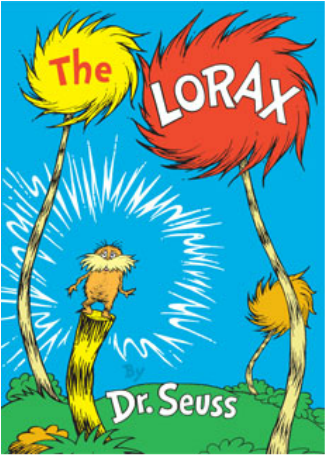 The
LORAX
By
Dr. Seuss